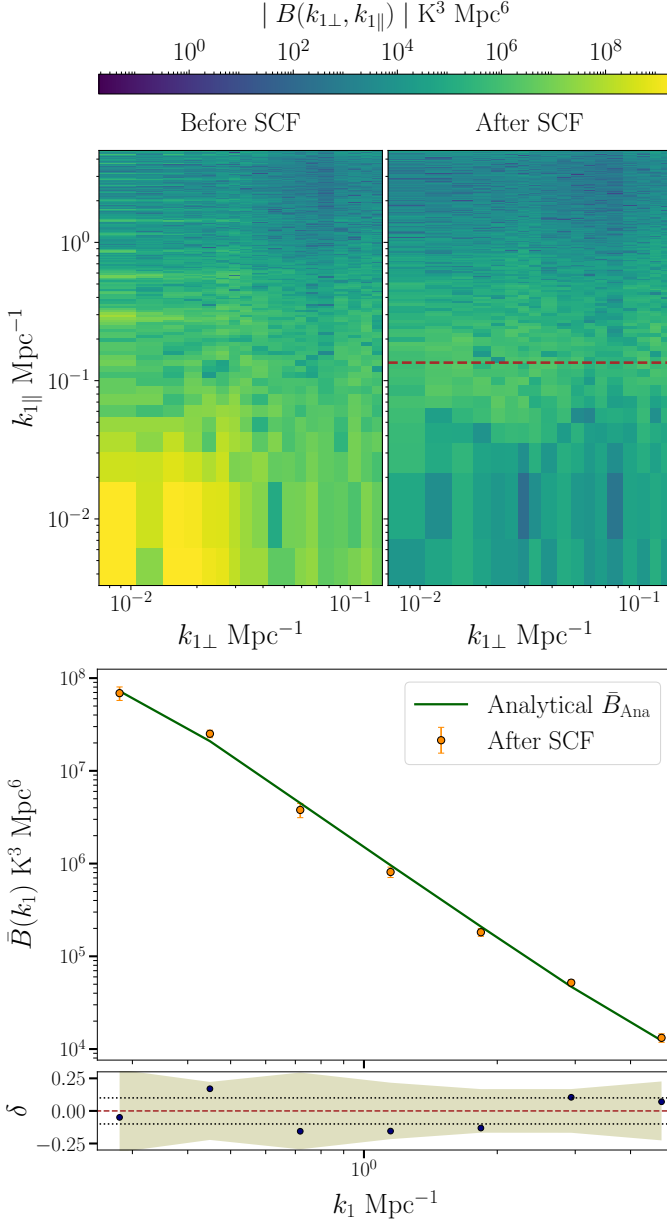 | B(k₁⊥, k₁∥) | K³ Mpc⁶
10⁰ 10² 10⁴ 10⁶ 10⁸
Before SCF After SCF
10⁰
10⁻¹
10⁻²
k₁∥ Mpc⁻¹
10⁻² 10⁻¹ 10⁻² 10⁻¹
k₁⊥ Mpc⁻¹ k₁⊥ Mpc⁻¹
10⁸
10⁷
10⁶
10⁵
10⁴
B̄(k₁) K³ Mpc⁶
Analytical B̄_Ana
After SCF
0.25
0.00
−0.25
δ
10⁰
k₁ Mpc⁻¹